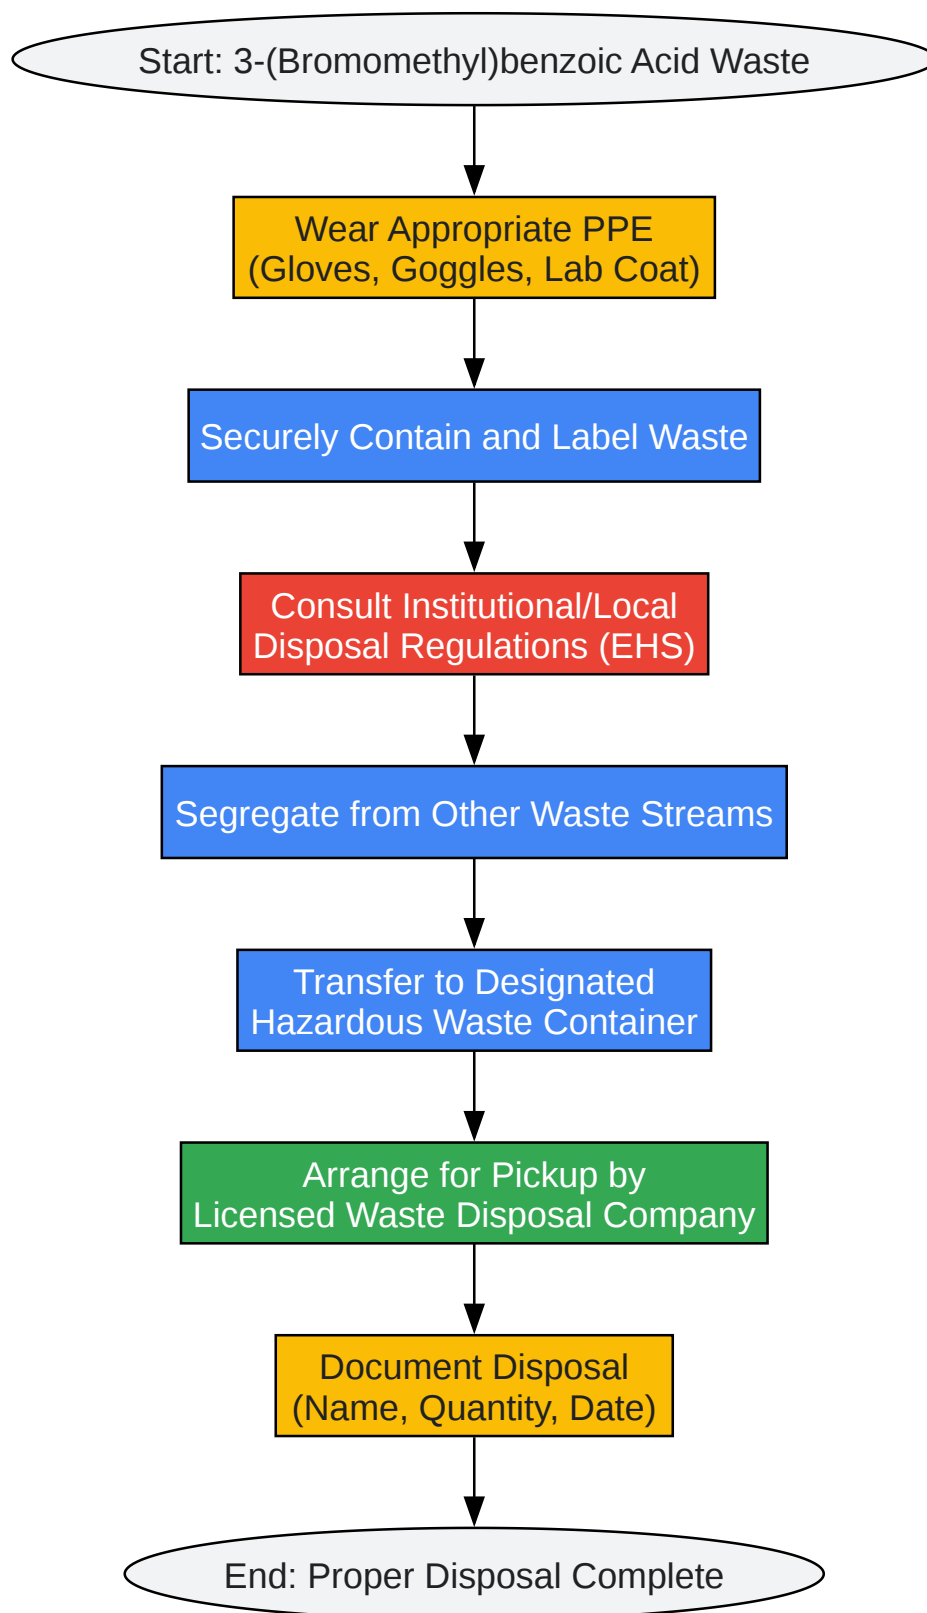 Start: 3-(Bromomethyl)benzoic Acid Waste
Wear Appropriate PPE
(Gloves, Goggles, Lab Coat)
Securely Contain and Label Waste
Consult Institutional/Local
Disposal Regulations (EHS)
Segregate from Other Waste Streams
Transfer to Designated
Hazardous Waste Container
Arrange for Pickup by
Licensed Waste Disposal Company
Document Disposal
(Name, Quantity, Date)
End: Proper Disposal Complete